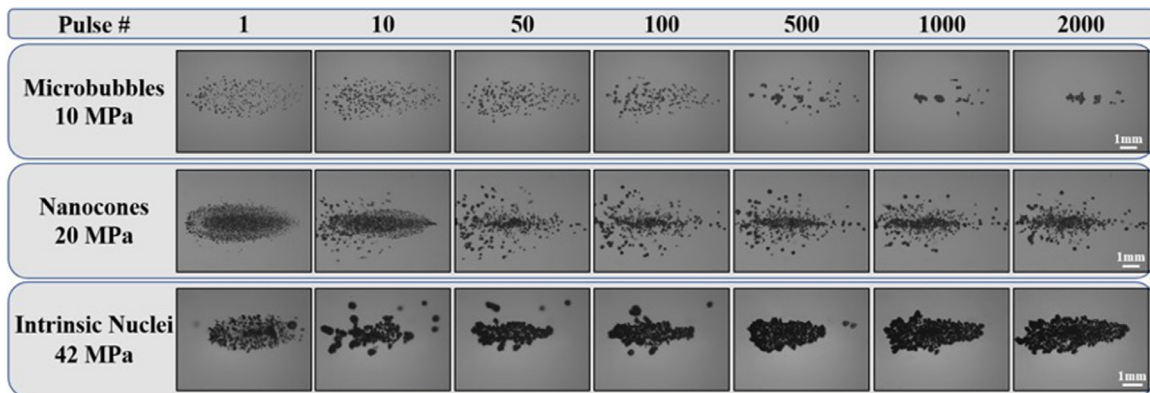 Pulse # 1 10 50 100 500 1000 2000
Microbubbles
10 MPa
1mm
Nanocones
20 MPa
1mm
Intrinsic Nuclei
42 MPa
1mm